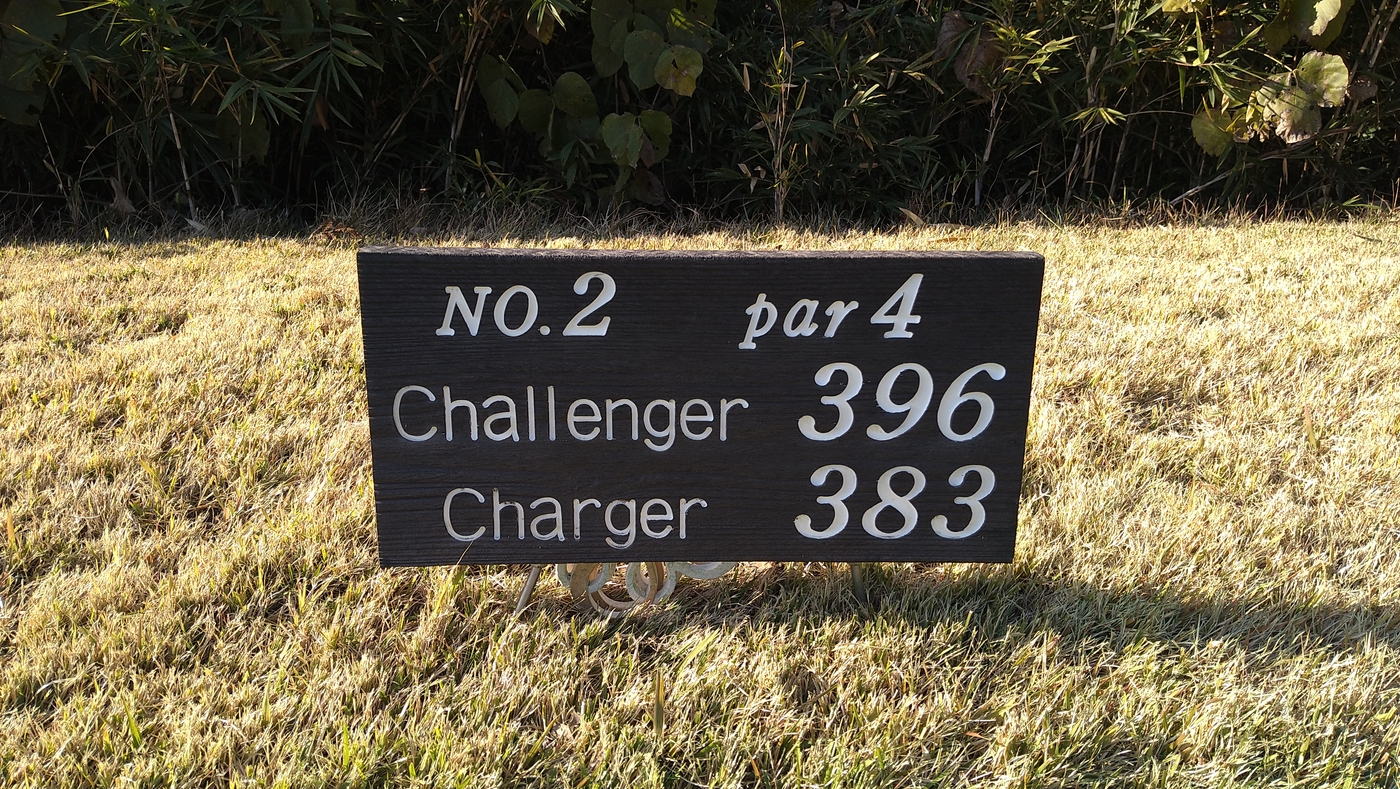 NO.2 par 4
Challenger 396
Charger 383